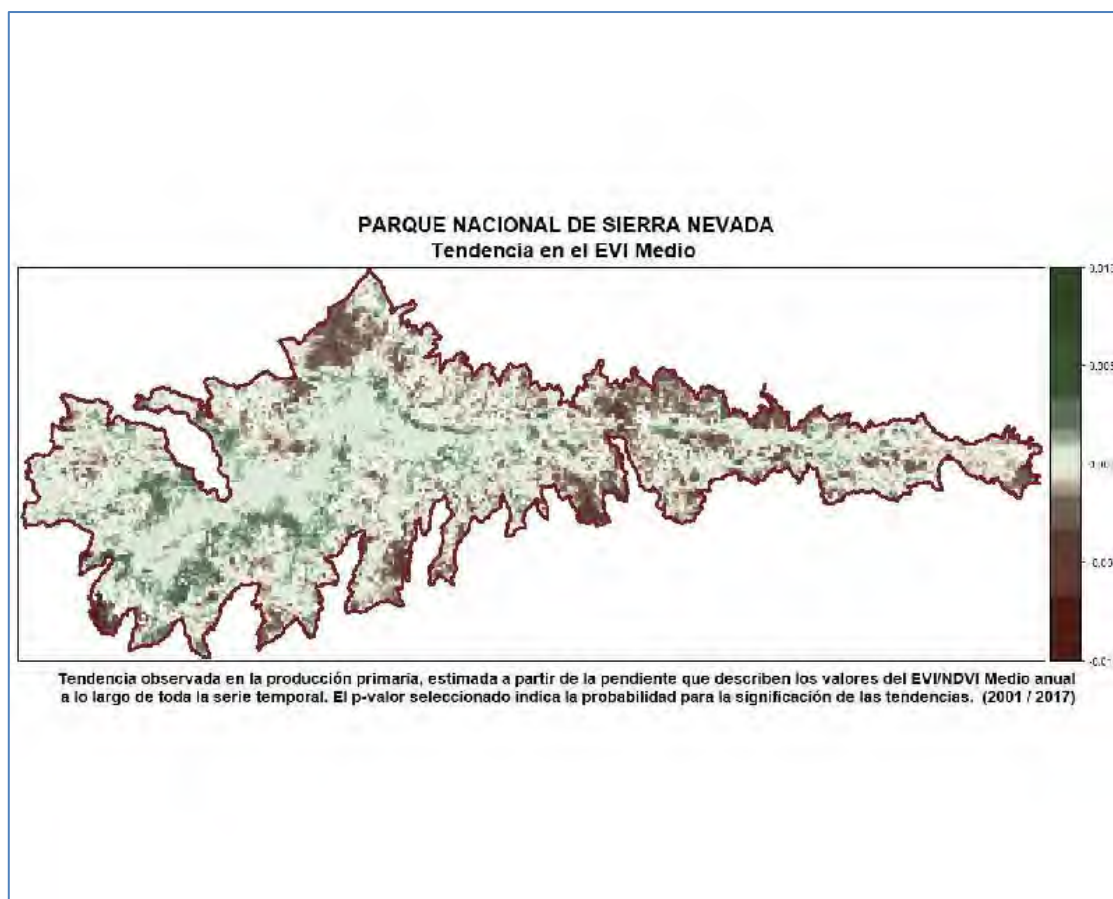 PARQUE NACIONAL DE SIERRA NEVADA
Tendencia en el EVI Medio
Tendencia observada en la producción primaria, estimada a partir de la pendiente que describen los valores del EVI/NDVI Medio anual
a lo largo de toda la serie temporal. El p-valor seleccionado indica la probabilidad para la significación de las tendencias. (2001 / 2017)